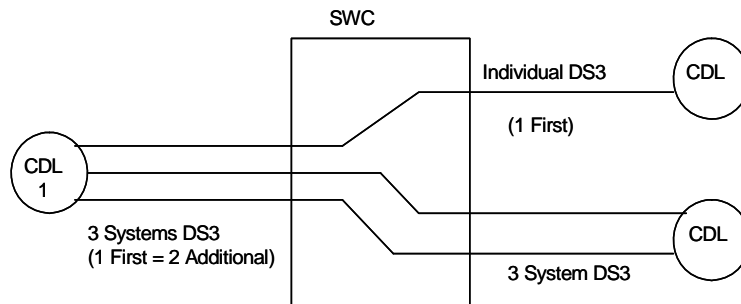 SWC
Individual DS3
CDL
(1 First)
CDL
1
3 Systems DS3
(1 First = 2 Additional)
CDL
3 System DS3